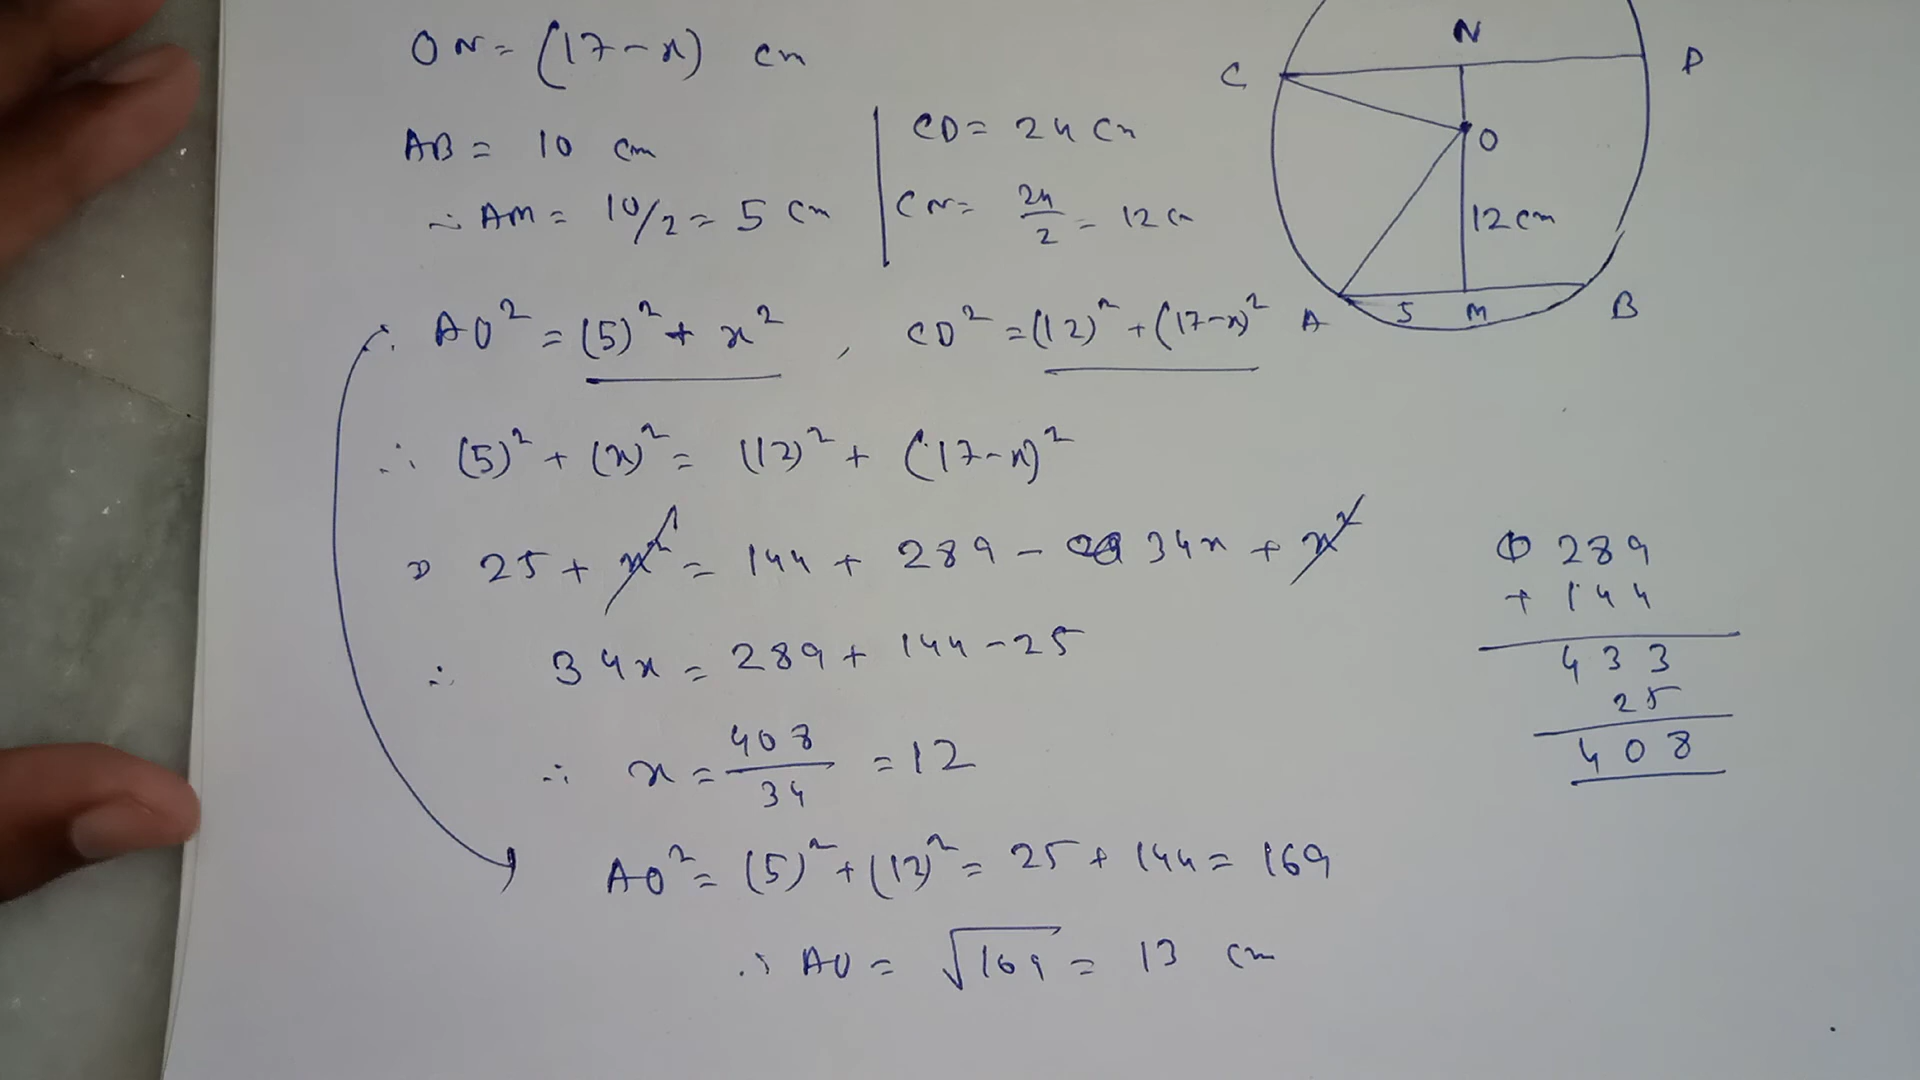 ON = (17-x) cm
AB = 10 cm
∴ AM = 10/2 = 5 cm
CD = 24 cm
CN = 24/2 = 12 cm
∴ AO² = (5)² + x² , CO² = (12)² + (17-x)²
∴ (5)² + (x)² = (12)² + (17-x)²
⇒ 25 + x² = 144 + 289 - 34x + x²
∴ 34x = 289 + 144 - 25
∴ x = 408/34 = 12
AO² = (5)² + (12)² = 25 + 144 = 169
∴ AO = √169 = 13 cm
N
C
D
O
12 cm
A
5
M
B
289
+ 144
433
25
408